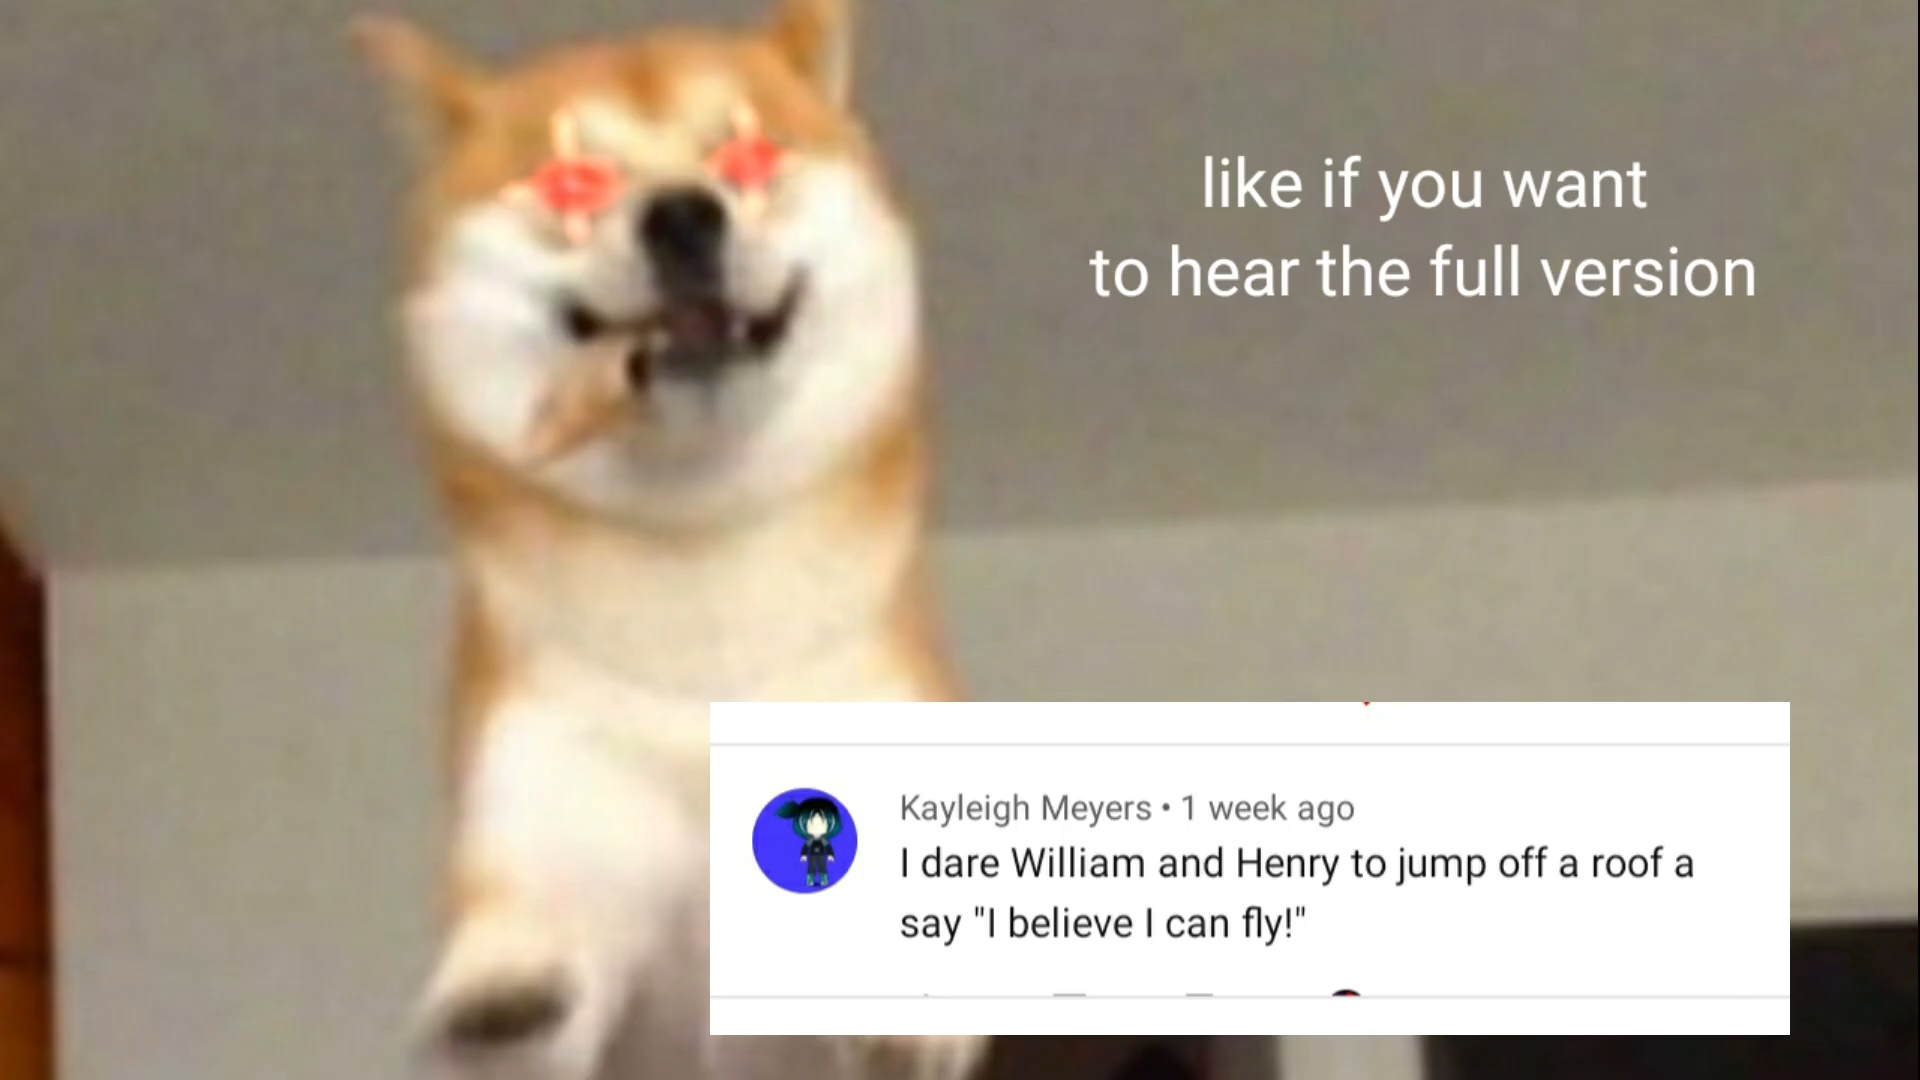 like if you want
to hear the full version
Kayleigh Meyers • 1 week ago
I dare William and Henry to jump off a roof a
say "I believe I can fly!"